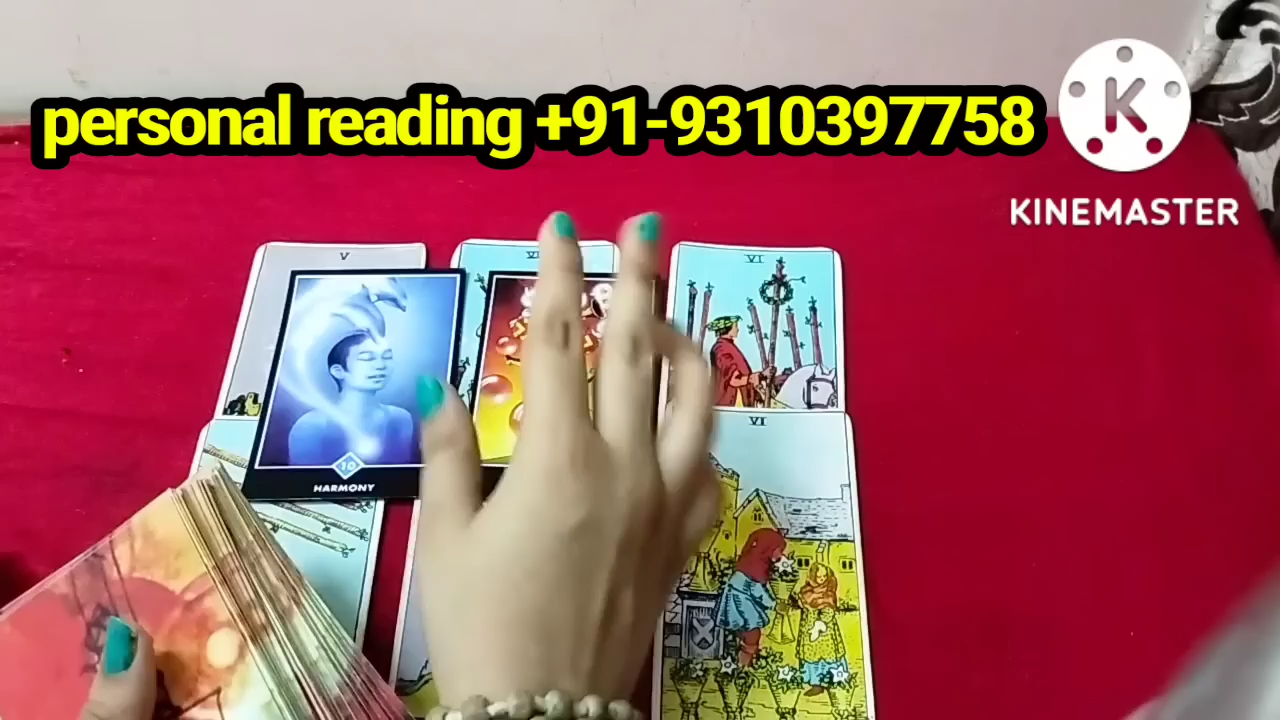 personal reading +91-9310397758
K
KINEMASTER
V
VI
VI
10
HARMONY